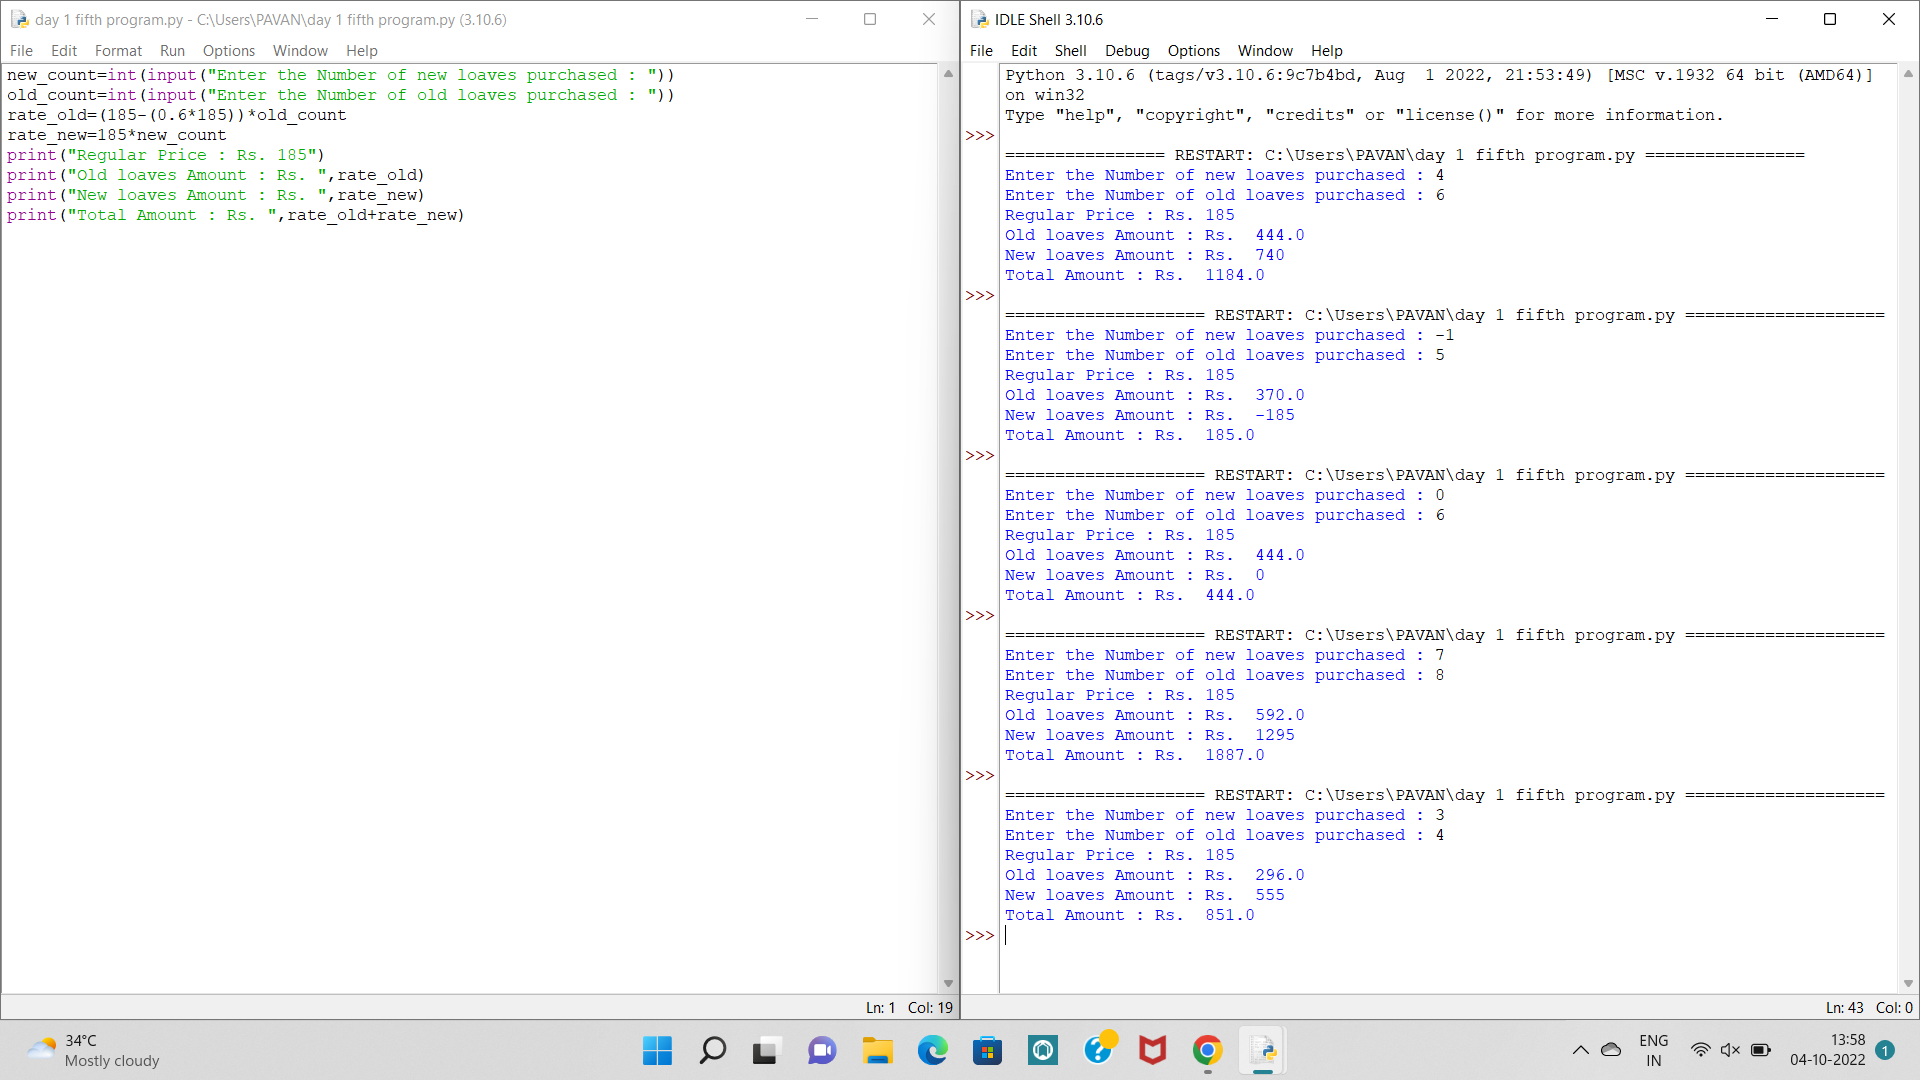 day 1 fifth program.py - C:\Users\PAVAN\day 1 fifth program.py (3.10.6)
File Edit Format Run Options Window Help
new_count=int(input("Enter the Number of new loaves purchased : "))
old_count=int(input("Enter the Number of old loaves purchased : "))
rate_old=(185-(0.6*185))*old_count
rate_new=185*new_count
print("Regular Price : Rs. 185")
print("Old loaves Amount : Rs. ",rate_old)
print("New loaves Amount : Rs. ",rate_new)
print("Total Amount : Rs. ",rate_old+rate_new)
Ln: 1 Col: 19
IDLE Shell 3.10.6
File Edit Shell Debug Options Window Help
Python 3.10.6 (tags/v3.10.6:9c7b4bd, Aug  1 2022, 21:53:49) [MSC v.1932 64 bit (AMD64)]
on win32
Type "help", "copyright", "credits" or "license()" for more information.
>>>
================ RESTART: C:\Users\PAVAN\day 1 fifth program.py ================
Enter the Number of new loaves purchased : 4
Enter the Number of old loaves purchased : 6
Regular Price : Rs. 185
Old loaves Amount : Rs.  444.0
New loaves Amount : Rs.  740
Total Amount : Rs.  1184.0
>>>
==================== RESTART: C:\Users\PAVAN\day 1 fifth program.py ====================
Enter the Number of new loaves purchased : -1
Enter the Number of old loaves purchased : 5
Regular Price : Rs. 185
Old loaves Amount : Rs.  370.0
New loaves Amount : Rs.  -185
Total Amount : Rs.  185.0
>>>
==================== RESTART: C:\Users\PAVAN\day 1 fifth program.py ====================
Enter the Number of new loaves purchased : 0
Enter the Number of old loaves purchased : 6
Regular Price : Rs. 185
Old loaves Amount : Rs.  444.0
New loaves Amount : Rs.  0
Total Amount : Rs.  444.0
>>>
==================== RESTART: C:\Users\PAVAN\day 1 fifth program.py ====================
Enter the Number of new loaves purchased : 7
Enter the Number of old loaves purchased : 8
Regular Price : Rs. 185
Old loaves Amount : Rs.  592.0
New loaves Amount : Rs.  1295
Total Amount : Rs.  1887.0
>>>
==================== RESTART: C:\Users\PAVAN\day 1 fifth program.py ====================
Enter the Number of new loaves purchased : 3
Enter the Number of old loaves purchased : 4
Regular Price : Rs. 185
Old loaves Amount : Rs.  296.0
New loaves Amount : Rs.  555
Total Amount : Rs.  851.0
>>>
Ln: 43 Col: 0
34°C
Mostly cloudy
ENG
IN
13:58
04-10-2022
1